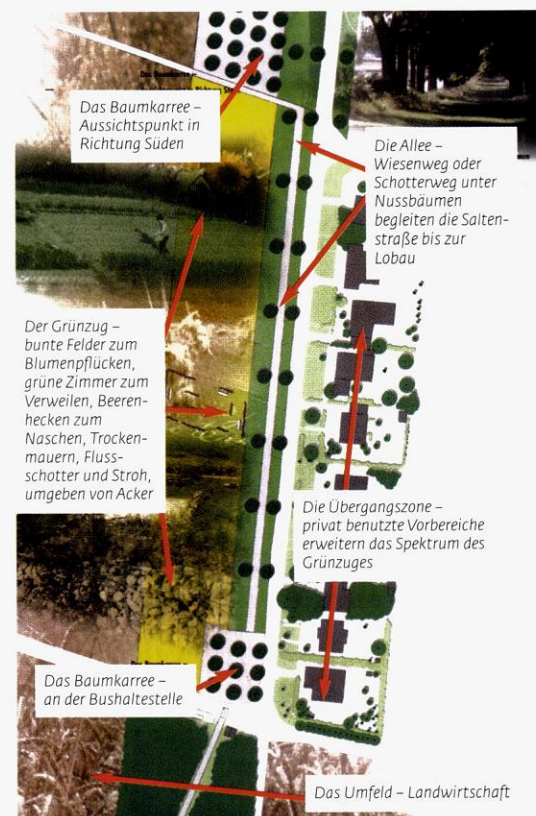 Das Baumkarree –
Aussichtspunkt in
Richtung Süden
Die Allee –
Wiesenweg oder
Schotterweg unter
Nussbäumen
begleiten die Salten-
straße bis zur
Lobau
Der Grünzug –
bunte Felder zum
Blumenpflücken,
grüne Zimmer zum
Verweilen, Beeren-
hecken zum
Naschen, Trocken-
mauern, Fluss-
schotter und Stroh,
umgeben von Acker
Die Übergangszone –
privat benutzte Vorbereiche
erweitern das Spektrum des
Grünzuges
Das Baumkarree –
an der Bushaltestelle
Das Umfeld – Landwirtschaft